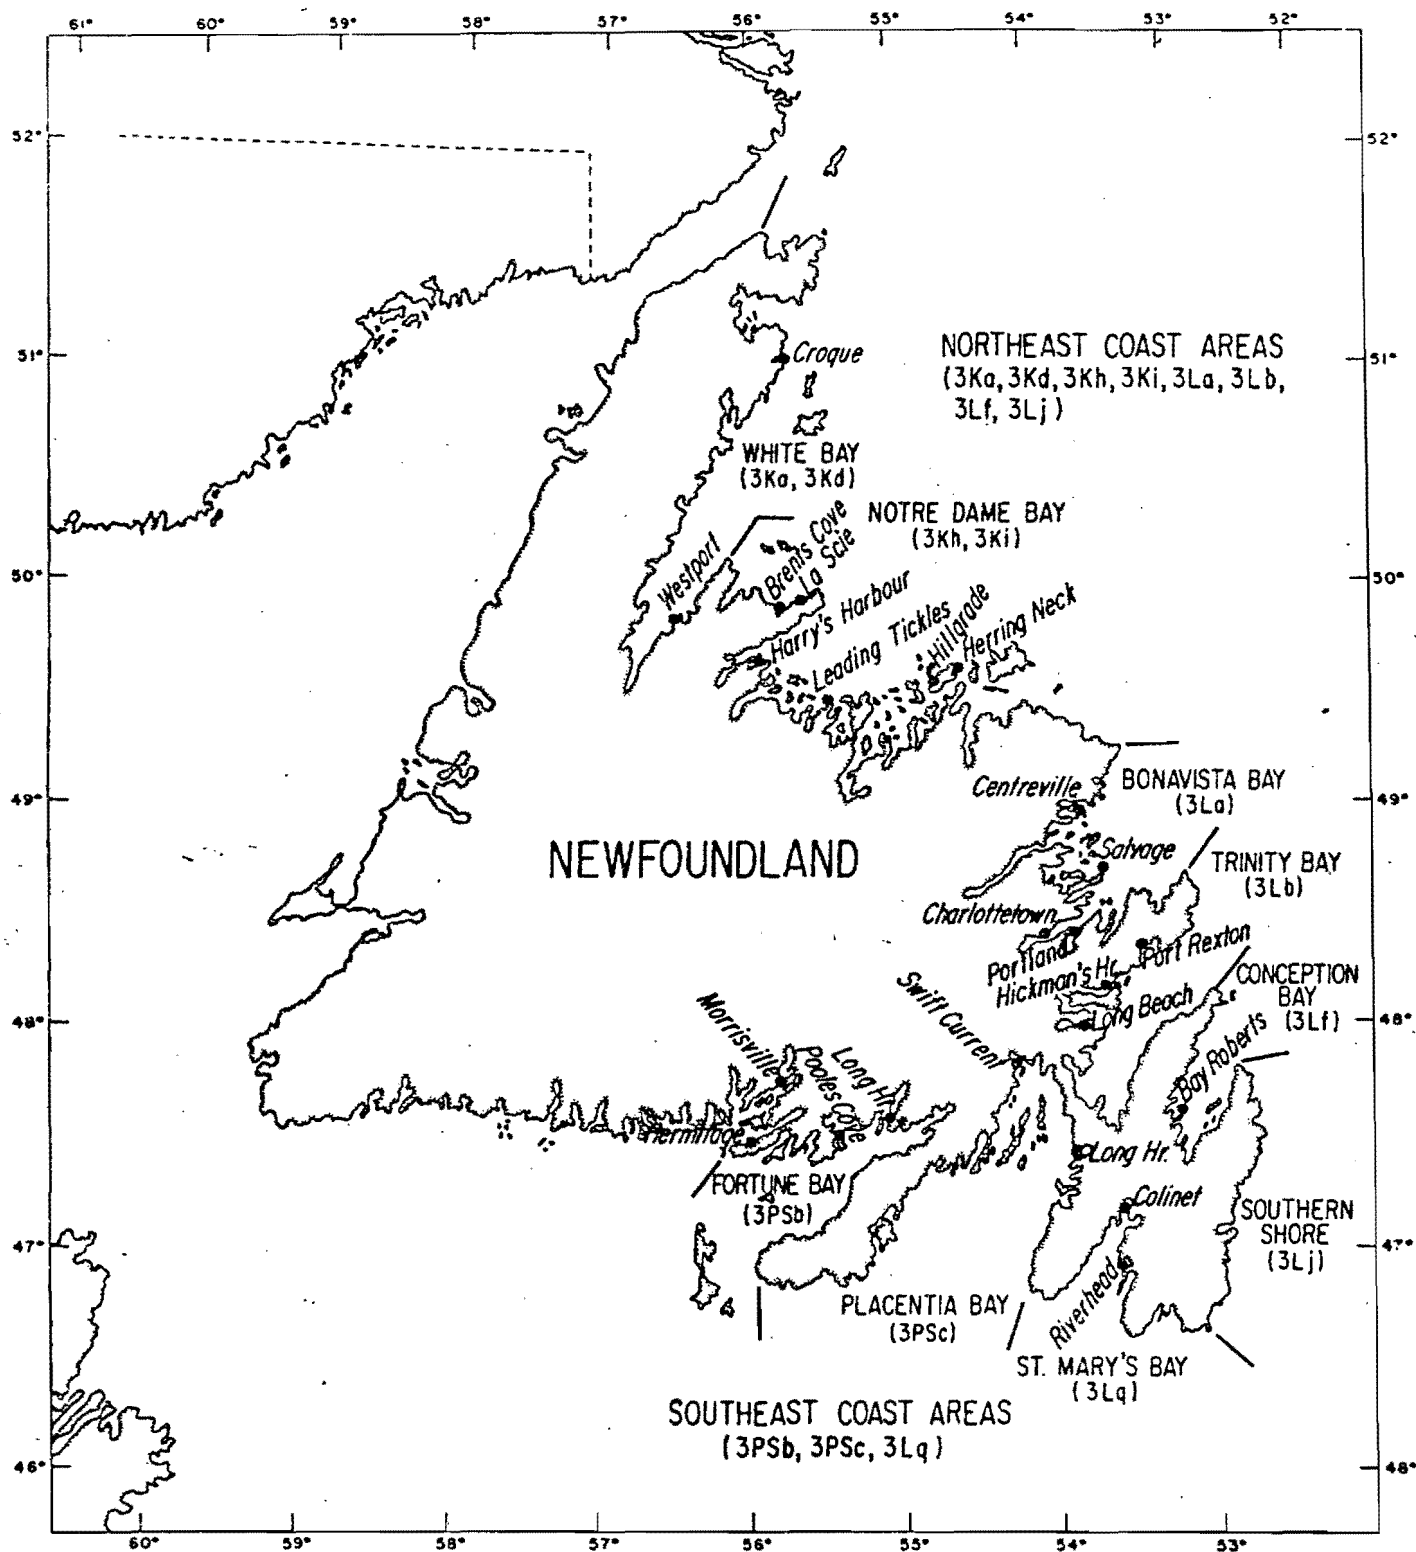 61° 60° 59° 58° 57° 56° 55° 54° 53° 52°
52° 52°
51° 51°
Croque
NORTHEAST COAST AREAS
(3Ka, 3Kd, 3Kh, 3Ki, 3La, 3Lb,
3Lf, 3Lj)
WHITE BAY
(3Ka, 3Kd)
NOTRE DAME BAY
(3Kh, 3Ki)
50° 50°
Westport
Brents Cove
La Scie
Harry's Harbour
Leading Tickles
Hillgrade
Herring Neck
49° 49°
Centreville
BONAVISTA BAY
(3La)
NEWFOUNDLAND
Salvage
TRINITY BAY
(3Lb)
Charlottetown
Portland
Port Rexton
Hickman's Hr.
CONCEPTION
BAY
(3Lf)
Long Beach
48° 48°
Swift Current
Morrisville
Pooles Cove
Long Hr.
Bay Roberts
Hermitage
Long Hr.
FORTUNE BAY
(3PSb)
Colinet
SOUTHERN
SHORE
(3Lj)
47° 47°
Riverhead
PLACENTIA BAY
(3PSc)
ST. MARY'S BAY
(3Lq)
SOUTHEAST COAST AREAS
(3PSb, 3PSc, 3Lq)
46° 48°
60° 59° 58° 57° 56° 55° 54° 53°